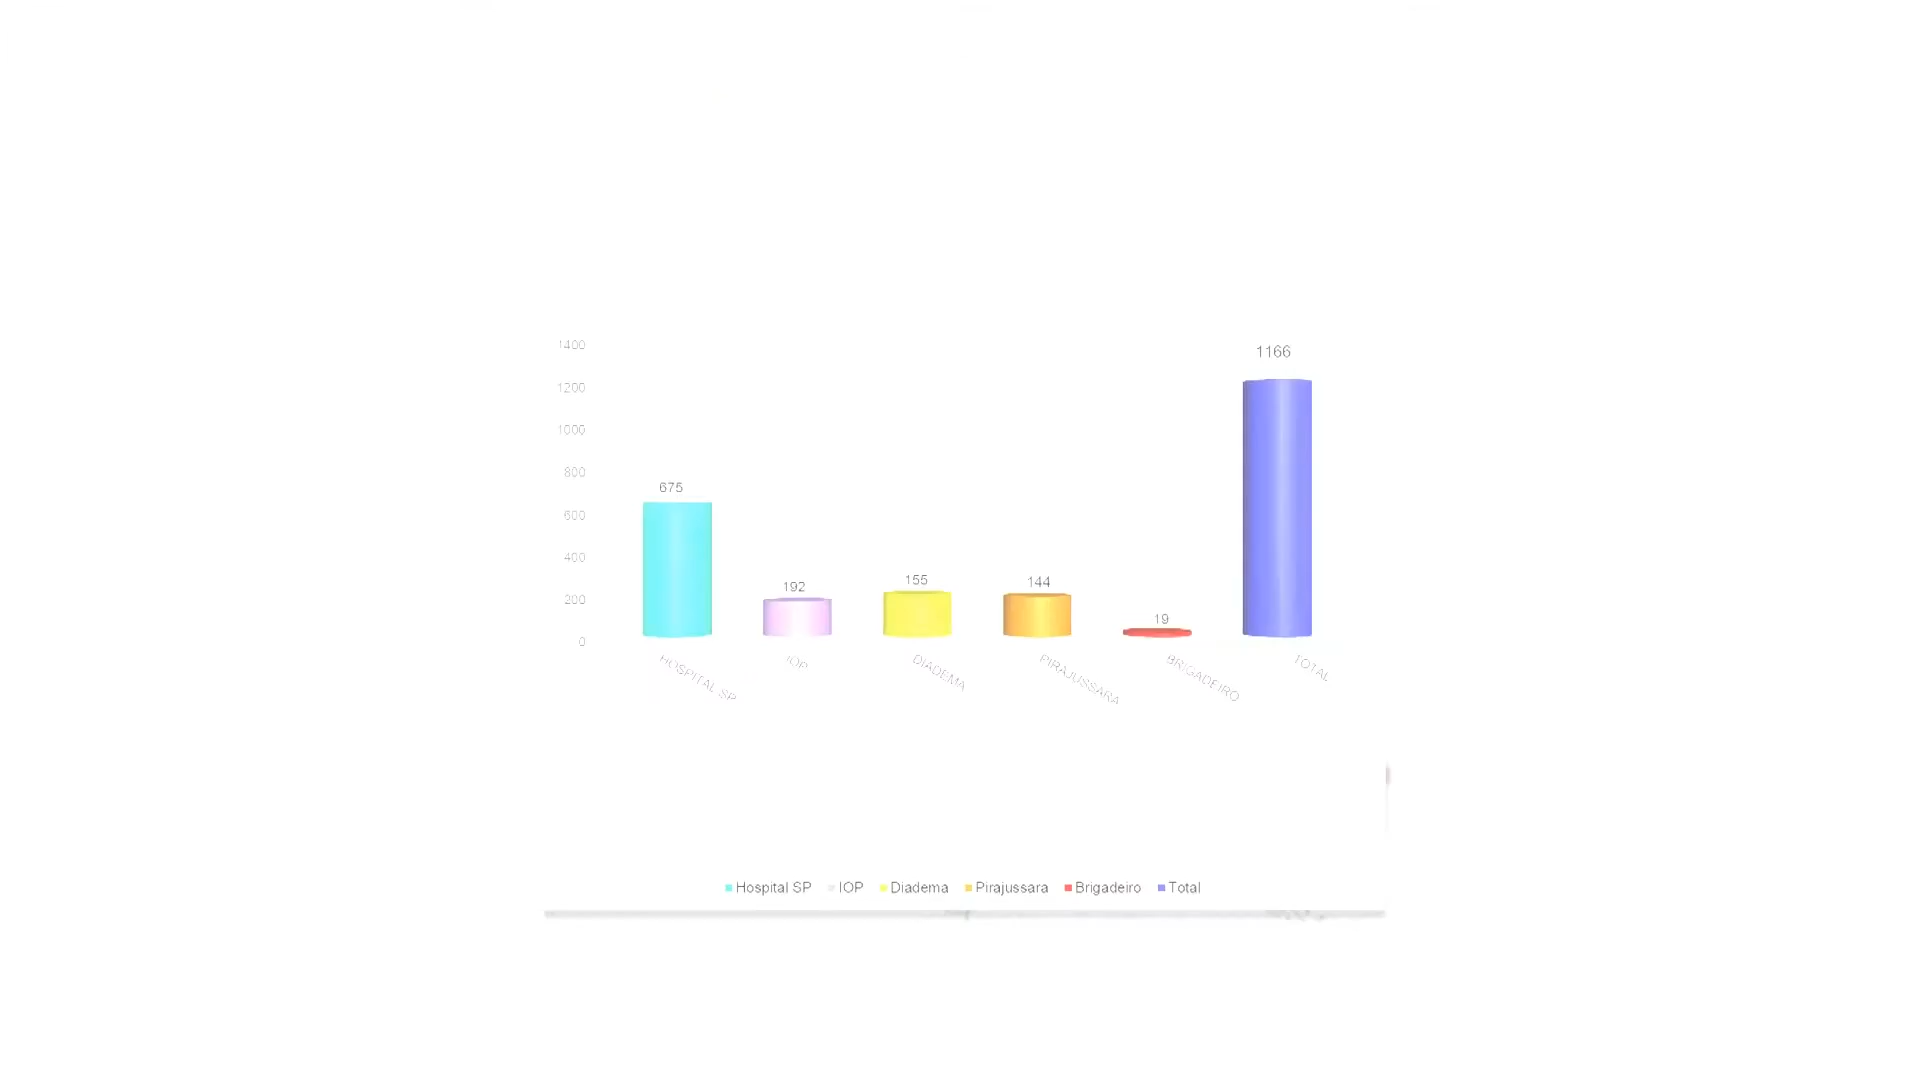 1400
1200
1000
800
600
400
200
0
675
192
155
144
19
1166
HOSPITAL SP
IOP
DIADEMA
PIRAJUSSARA
BRIGADEIRO
TOTAL
Hospital SP IOP Diadema Pirajussara Brigadeiro Total